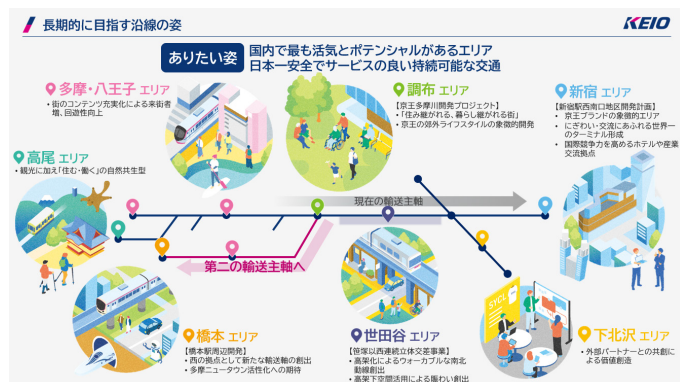 長期的に目指す沿線の姿
KEIO
ありたい姿
国内で最も活気とポテンシャルがあるエリア
日本一安全でサービスの良い持続可能な交通
多摩・八王子 エリア
・街のコンテンツ充実化による来街者
増、回遊性向上
調布 エリア
【京王多摩川開発プロジェクト】
・「住み継がれる、暮らし継がれる街」
・京王の郊外ライフスタイルの象徴的開発
新宿 エリア
【新宿駅西南口地区開発計画】
・ 京王ブランドの象徴的エリア
・ にぎわい・交流にあふれる世界一
のターミナル形成
・ 国際競争力を高めるホテルや産業
交流拠点
高尾 エリア
・観光に加え「住む・働く」の自然共生型
現在の輸送主軸
第二の輸送主軸へ
橋本 エリア
【橋本駅周辺開発】
・西の拠点として新たな輸送軸の創出
・多摩ニュータウン活性化への期待
世田谷 エリア
【笹塚以西連続立体交差事業】
・高架化によるウォーカブルな南北
動線創出
・高架下空間活用による賑わい創出
SYCL
下北沢 エリア
・外部パートナーとの共創に
よる価値創造